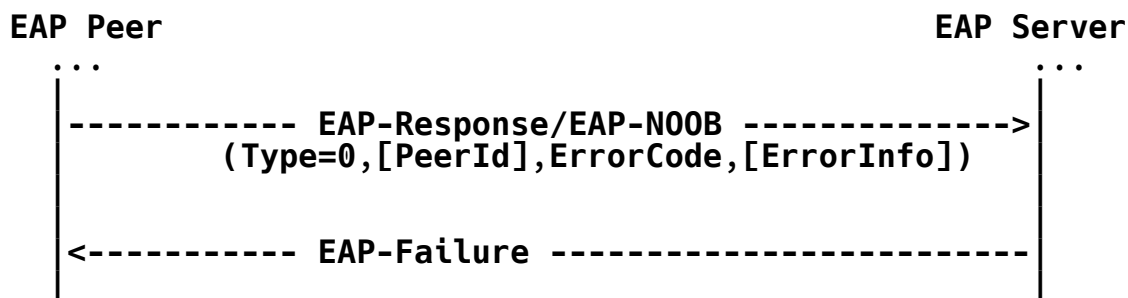 EAP Peer EAP Server
... ...
------------ EAP-Response/EAP-NOOB -------------->
(Type=0,[PeerId],ErrorCode,[ErrorInfo])
<----------- EAP-Failure ------------------------